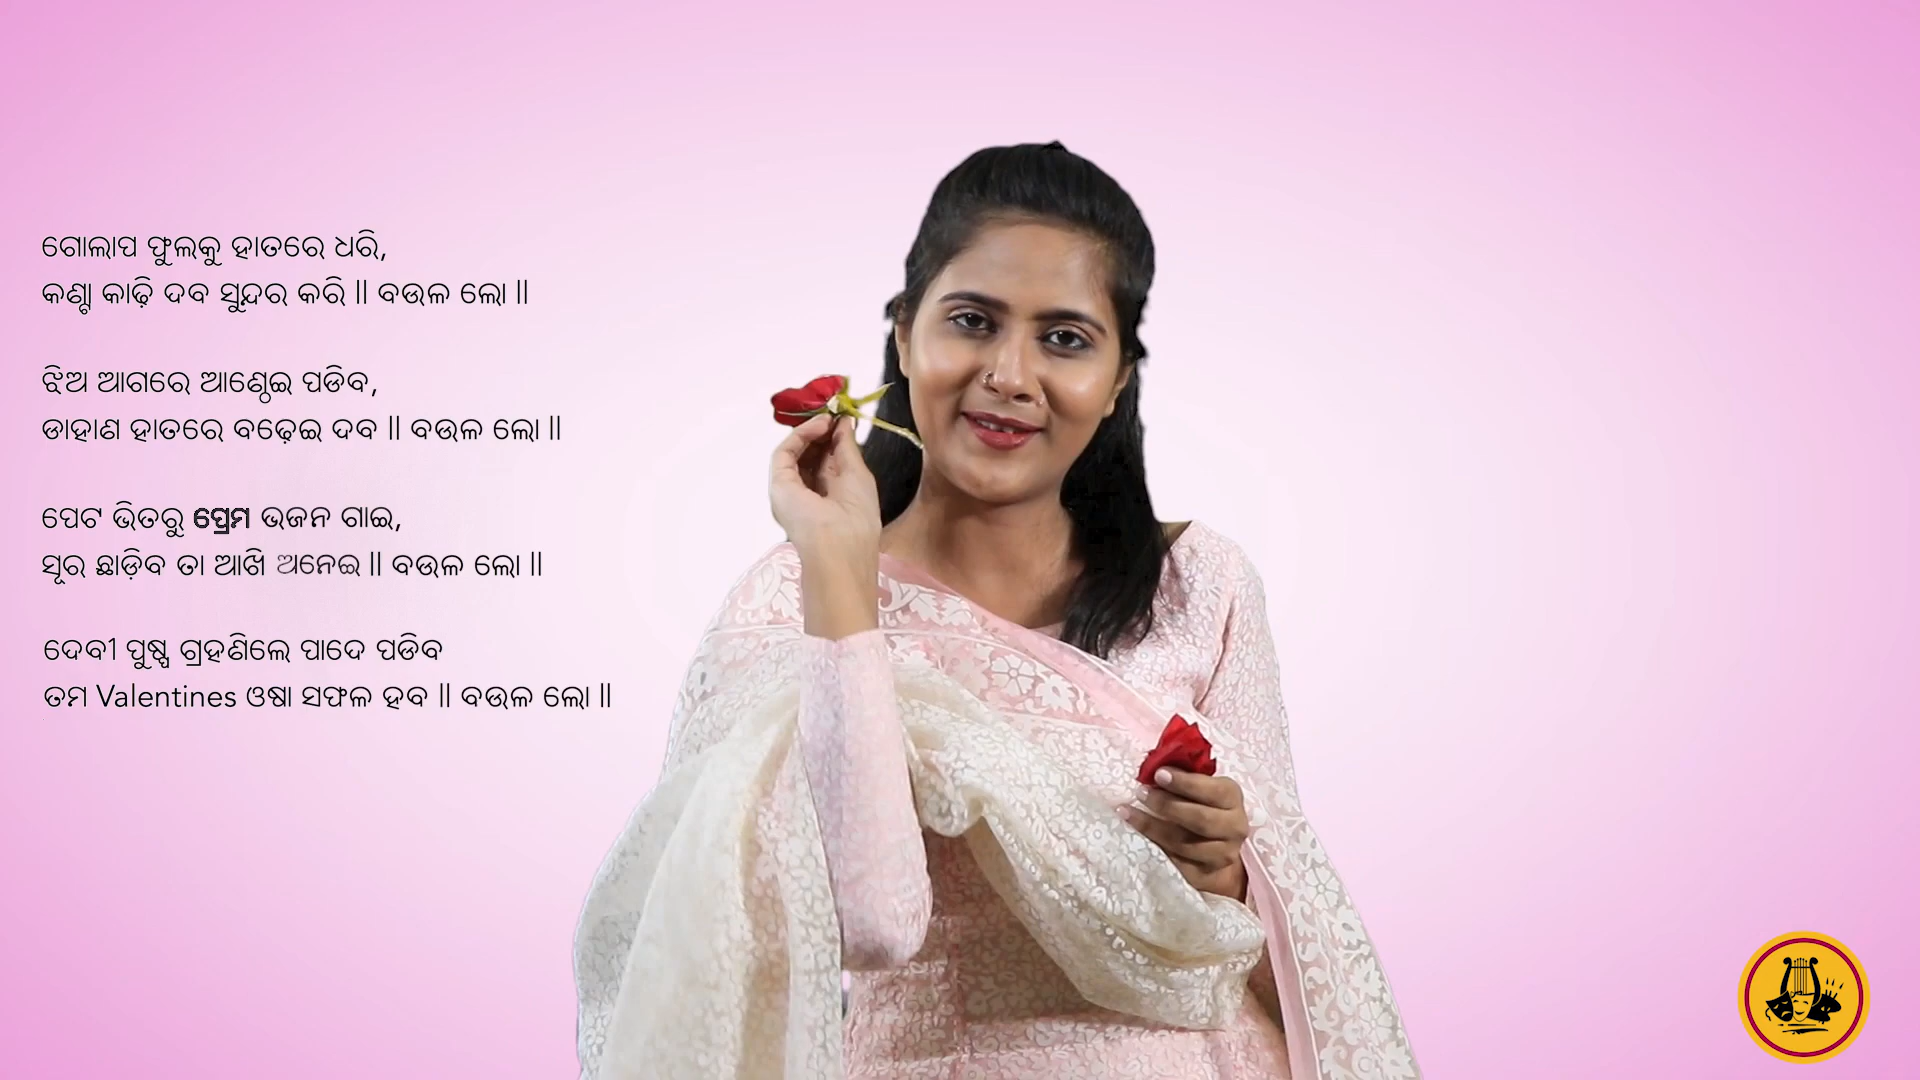 ଗୋଲାପ ଫୁଲକୁ ହାତରେ ଧରି,
କଣ୍ଟା କାଢ଼ି ଦବ ସୁନ୍ଦର କରି || ବଉଳ ଲୋ ||
ଝିଅ ଆଗରେ ଆଣ୍ଠେଇ ପଡିବ,
ଡାହାଣ ହାତରେ ବଢ଼େଇ ଦବ || ବଉଳ ଲୋ ||
ପେଟ ଭିତରୁ ପ୍ରେମ ଭଜନ ଗାଇ,
ସୂର ଛାଡ଼ିବ ତା ଆଖି ଅନେଇ || ବଉଳ ଲୋ ||
ଦେବୀ ପୁଷ୍ପ ଗ୍ରହଣିଲେ ପାଦେ ପଡିବ
ତମ Valentines ଓଷା ସଫଳ ହବ || ବଉଳ ଲୋ ||